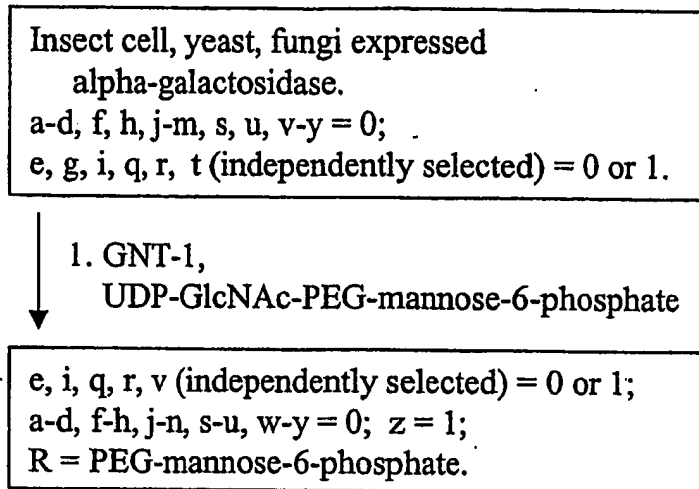 Insect cell, yeast, fungi expressed
alpha-galactosidase.
a-d, f, h, j-m, s, u, v-y = 0;
e, g, i, q, r, t (independently selected) = 0 or 1.
1. GNT-1,
UDP-GlcNAc-PEG-mannose-6-phosphate
e, i, q, r, v (independently selected) = 0 or 1;
a-d, f-h, j-n, s-u, w-y = 0; z = 1;
R = PEG-mannose-6-phosphate.